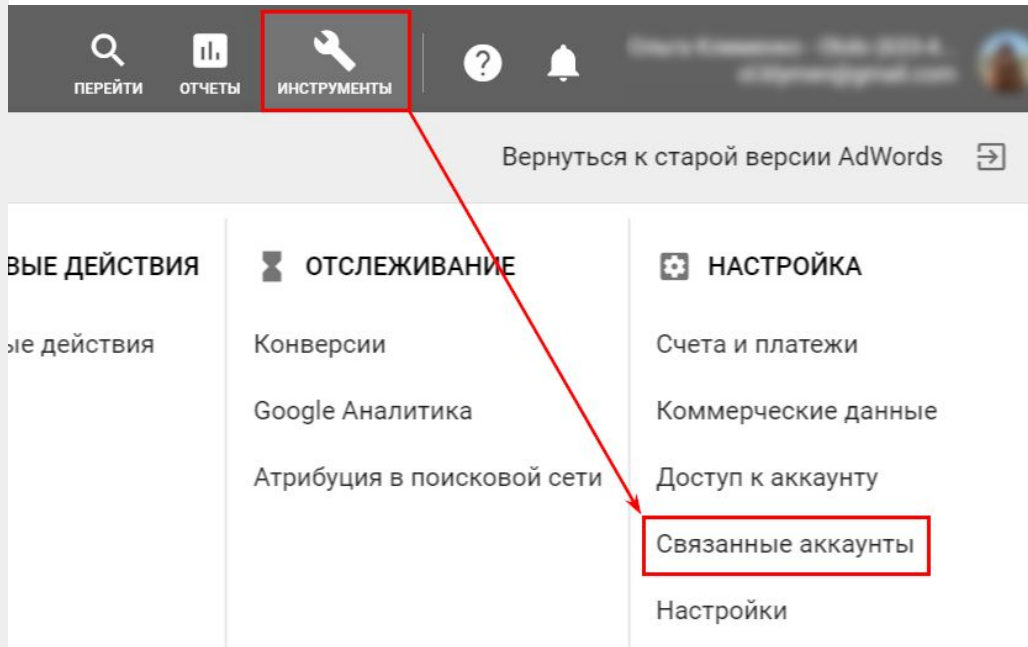 ПЕРЕЙТИ
ОТЧЕТЫ
ИНСТРУМЕНТЫ
Вернуться к старой версии AdWords
ВЫЕ ДЕЙСТВИЯ
ОТСЛЕЖИВАНИЕ
НАСТРОЙКА
ые действия
Конверсии
Счета и платежи
Google Аналитика
Коммерческие данные
Атрибуция в поисковой сети
Доступ к аккаунту
Связанные аккаунты
Настройки